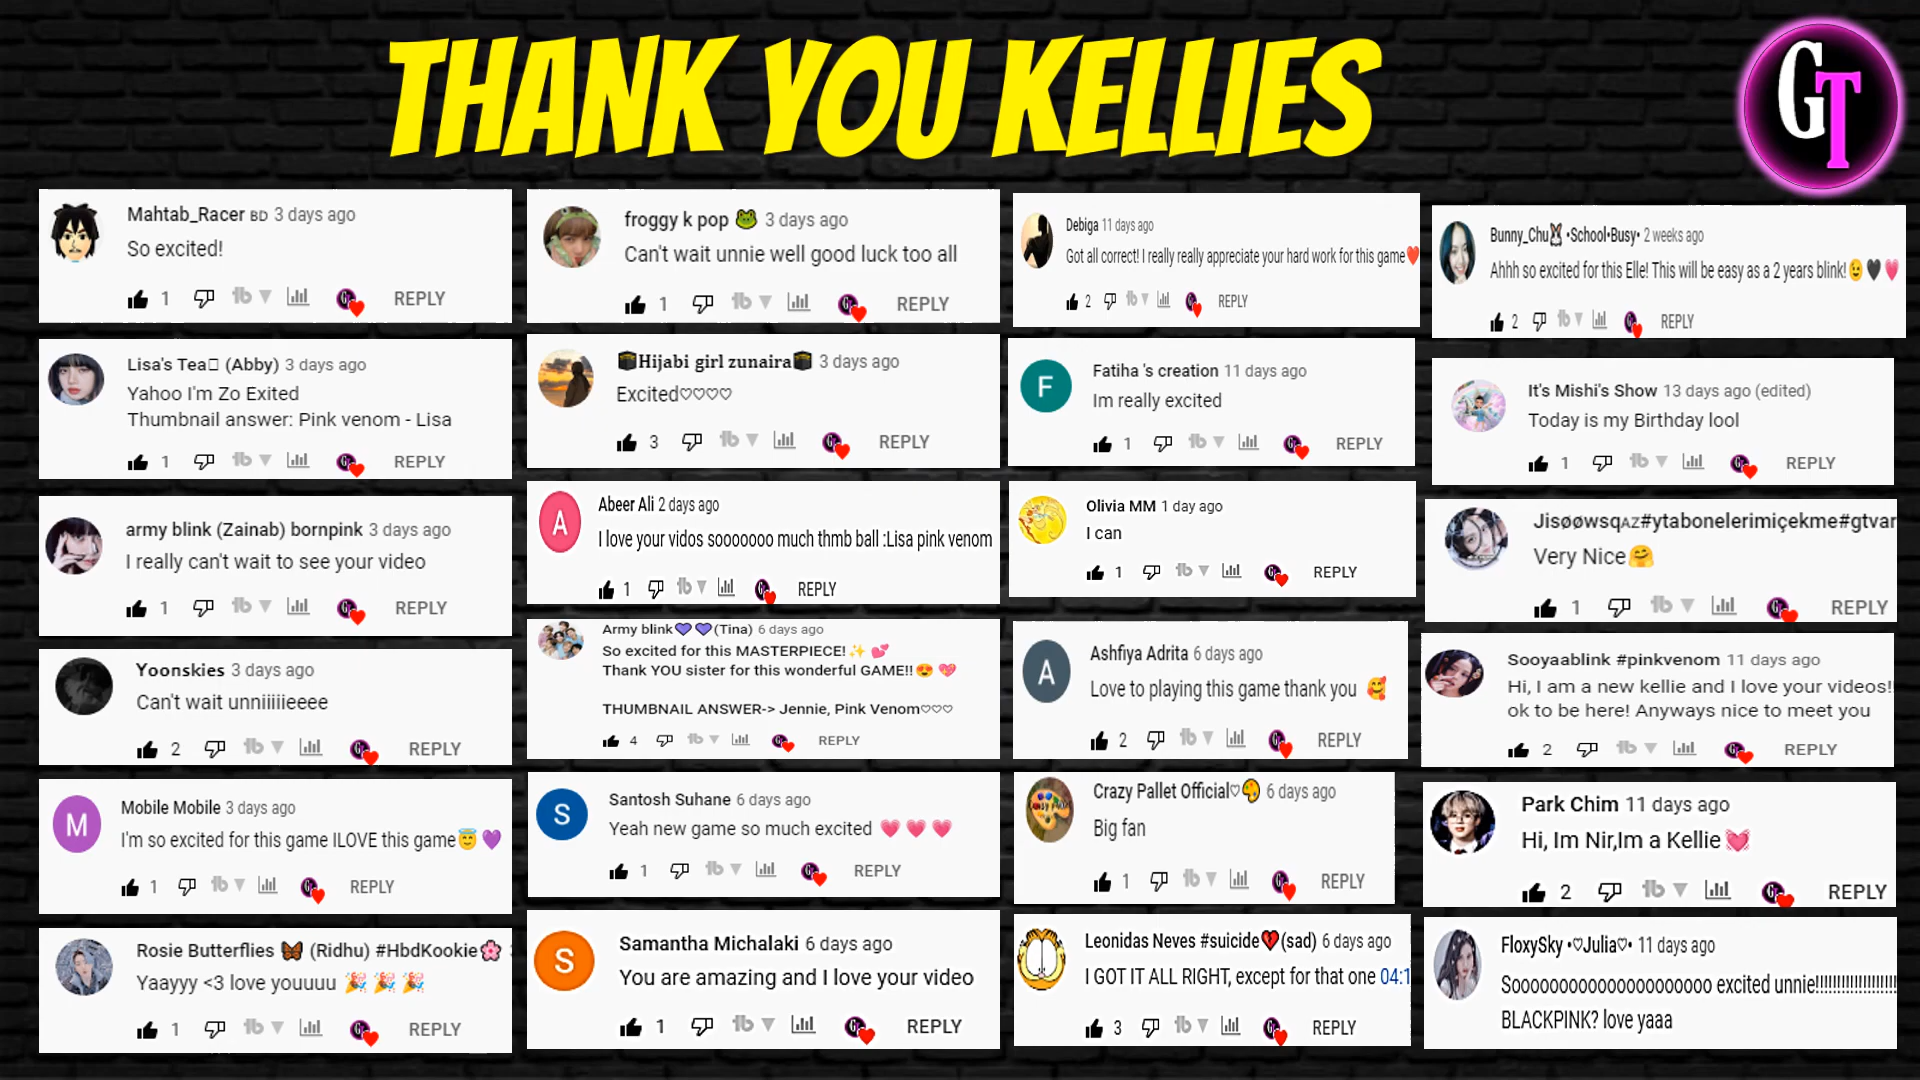 THANK YOU KELLIES
GT
Mahtab_Racer BD 3 days ago
So excited!
1 REPLY
Lisa's Tea (Abby) 3 days ago
Yahoo I'm Zo Exited
Thumbnail answer: Pink venom - Lisa
1 REPLY
army blink (Zainab) bornpink 3 days ago
I really can't wait to see your video
1 REPLY
Yoonskies 3 days ago
Can't wait unniiiieeee
2 REPLY
M
Mobile Mobile 3 days ago
I'm so excited for this game ILOVE this game😇💜
1 REPLY
Rosie Butterflies 🦋 (Ridhu) #HbdKookie🌸
Yaayyy <3 love youuuu 🎉 🎉 🎉
1 REPLY
froggy k pop 🐸 3 days ago
Can't wait unnie well good luck too all
1 REPLY
🕋Hijabi girl zunaira🕋 3 days ago
Excited♡♡♡♡
3 REPLY
A
Abeer Ali 2 days ago
I love your vidos sooooooo much thmb ball :Lisa pink venom
1 REPLY
Army blink💜💜(Tina) 6 days ago
So excited for this MASTERPIECE!✨ 💕
Thank YOU sister for this wonderful GAME!!😍 💖
THUMBNAIL ANSWER-> Jennie, Pink Venom♡♡♡
4 REPLY
S
Santosh Suhane 6 days ago
Yeah new game so much excited 💗 💗 💗
1 REPLY
S
Samantha Michalaki 6 days ago
You are amazing and I love your video
1 REPLY
Debiga 11 days ago
Got all correct! I really really appreciate your hard work for this game❤️
2 REPLY
F
Fatiha 's creation 11 days ago
Im really excited
1 REPLY
Olivia MM 1 day ago
I can
1 REPLY
A
Ashfiya Adrita 6 days ago
Love to playing this game thank you 🥰
2 REPLY
Crazy Pallet Official♡🎨 6 days ago
Big fan
1 REPLY
Leonidas Neves #suicide💔(sad) 6 days ago
I GOT IT ALL RIGHT, except for that one 04:1
3 REPLY
Bunny_Chu🐰 •School•Busy• 2 weeks ago
Ahhh so excited for this Elle! This will be easy as a 2 years blink!😉🖤💗
2 REPLY
It's Mishi's Show 13 days ago (edited)
Today is my Birthday lool
1 REPLY
JisøøwsqAZ#ytabonelerimiçekme#gtvar
Very Nice🤗
1 REPLY
Sooyaablink #pinkvenom 11 days ago
Hi, I am a new kellie and I love your videos!!
ok to be here! Anyways nice to meet you
2 REPLY
Park Chim 11 days ago
Hi, Im Nir,Im a Kellie 💓
2 REPLY
FloxySky •♡Julia♡• 11 days ago
Sooooooooooooooooooooo excited unnie!!!!!!!!!!!!!!!!!!!
BLACKPINK? love yaaa